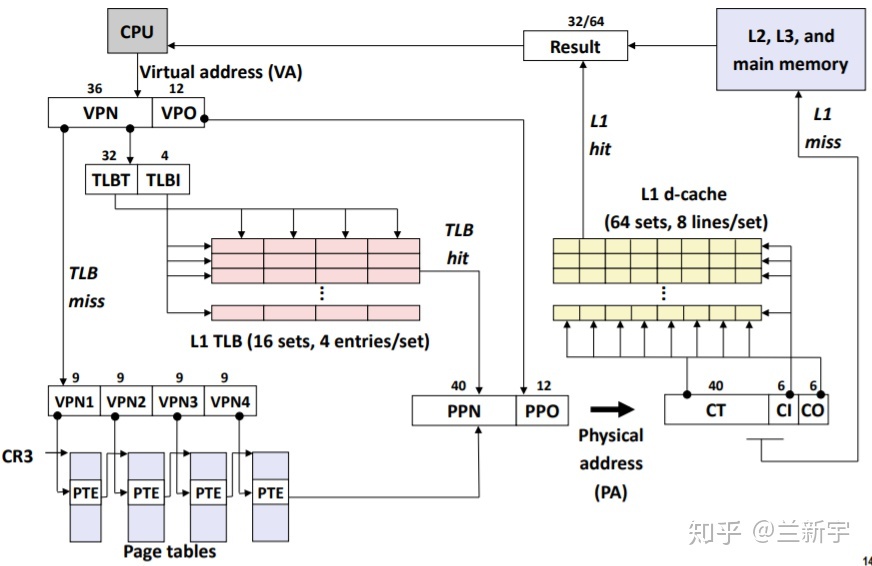 CPU
32/64
Result
L2, L3, and
main memory
Virtual address (VA)
36
12
VPN
VPO
L1
hit
L1
miss
32
4
TLBT
TLBI
L1 d-cache
(64 sets, 8 lines/set)
TLB
hit
TLB
miss
...
...
L1 TLB (16 sets, 4 entries/set)
9
9
9
9
VPN1
VPN2
VPN3
VPN4
40
12
PPN
PPO
40
6
6
CT
CI
CO
Physical
address
(PA)
CR3
PTE
PTE
PTE
PTE
Page tables
知乎 @兰新宇
14